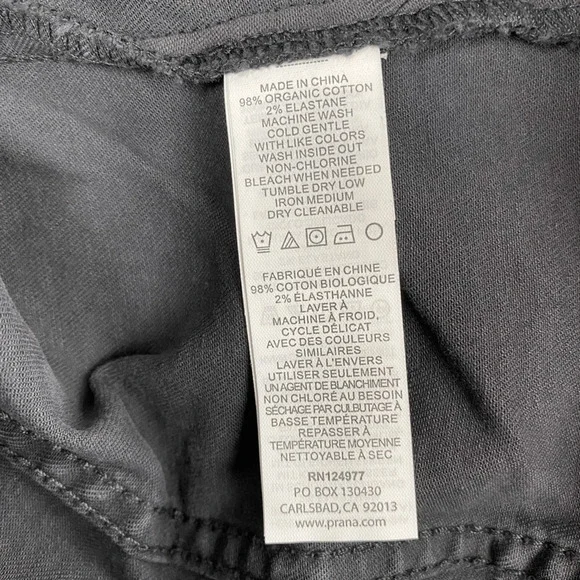 MADE IN CHINA
98% ORGANIC COTTON
2% ELASTANE
MACHINE WASH
COLD GENTLE
WITH LIKE COLORS
WASH INSIDE OUT
NON-CHLORINE
BLEACH WHEN NEEDED
TUMBLE DRY LOW
IRON MEDIUM
DRY CLEANABLE
FABRIQUÉ EN CHINE
98% COTON BIOLOGIQUE
2% ÉLASTHANNE
LAVER À
MACHINE À FROID,
CYCLE DÉLICAT
AVEC DES COULEURS
SIMILAIRES
LAVER À L'ENVERS
UTILISER SEULEMENT
UN AGENT DE BLANCHIMENT
NON CHLORÉ AU BESOIN
SÉCHAGE PAR CULBUTAGE À
BASSE TEMPÉRATURE
REPASSER À
TEMPÉRATURE MOYENNE
NETTOYABLE À SEC
RN124977
PO BOX 130430
CARLSBAD, CA 92013
www.prana.com